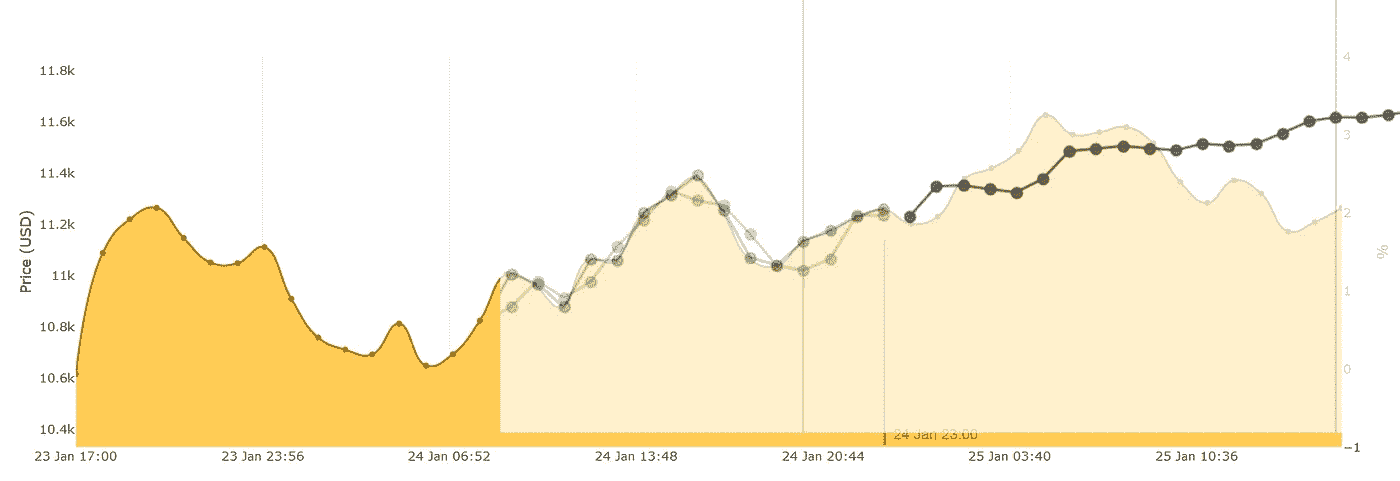 11.8k
4
11.6k
3
11.4k
11.2k
2
Price (USD)
%
11k
1
10.8k
10.6k
0
10.4k
24 Jan 23:00
−1
23 Jan 17:00 23 Jan 23:56 24 Jan 06:52 24 Jan 13:48 24 Jan 20:44 25 Jan 03:40 25 Jan 10:36